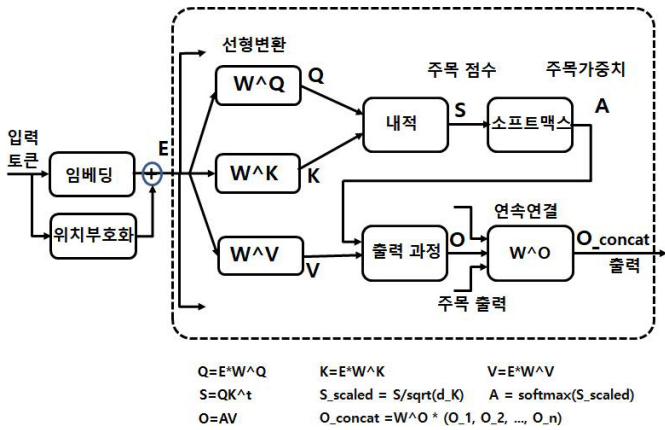 선형변환
Q
주목 점수
주목가중치
W^Q
내적
S
소프트맥스
A
입력
토큰
E
임베딩
+
W^K
K
위치부호화
연속연결
W^V
V
출력 과정
O
W^O
O_concat
출력
주목 출력
Q=E*W^Q
K=E*W^K
V=E*W^V
S=QK^t
S_scaled = S/sqrt(d_K)
A = softmax(S_scaled)
O=AV
O_concat =W^O * (O_1, O_2, ..., O_n)